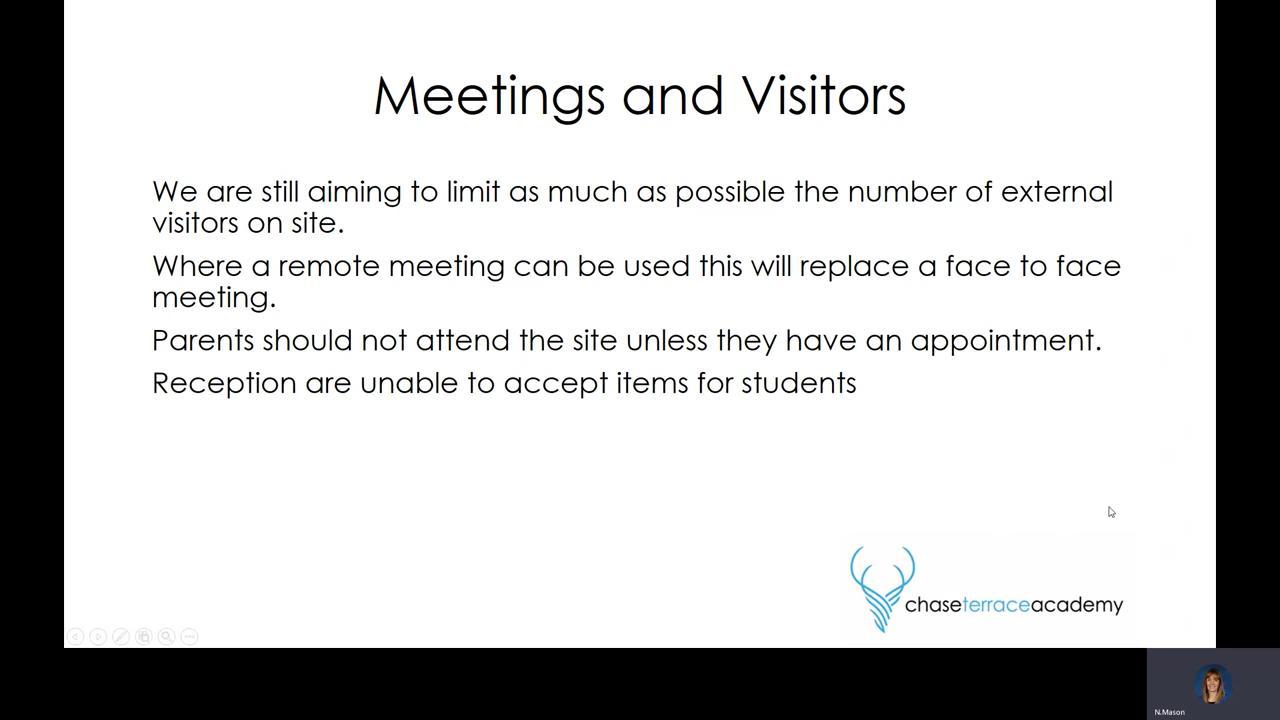 Meetings and Visitors
We are still aiming to limit as much as possible the number of external
visitors on site.
Where a remote meeting can be used this will replace a face to face
meeting.
Parents should not attend the site unless they have an appointment.
Reception are unable to accept items for students
chaseterraceacademy
N.Mason